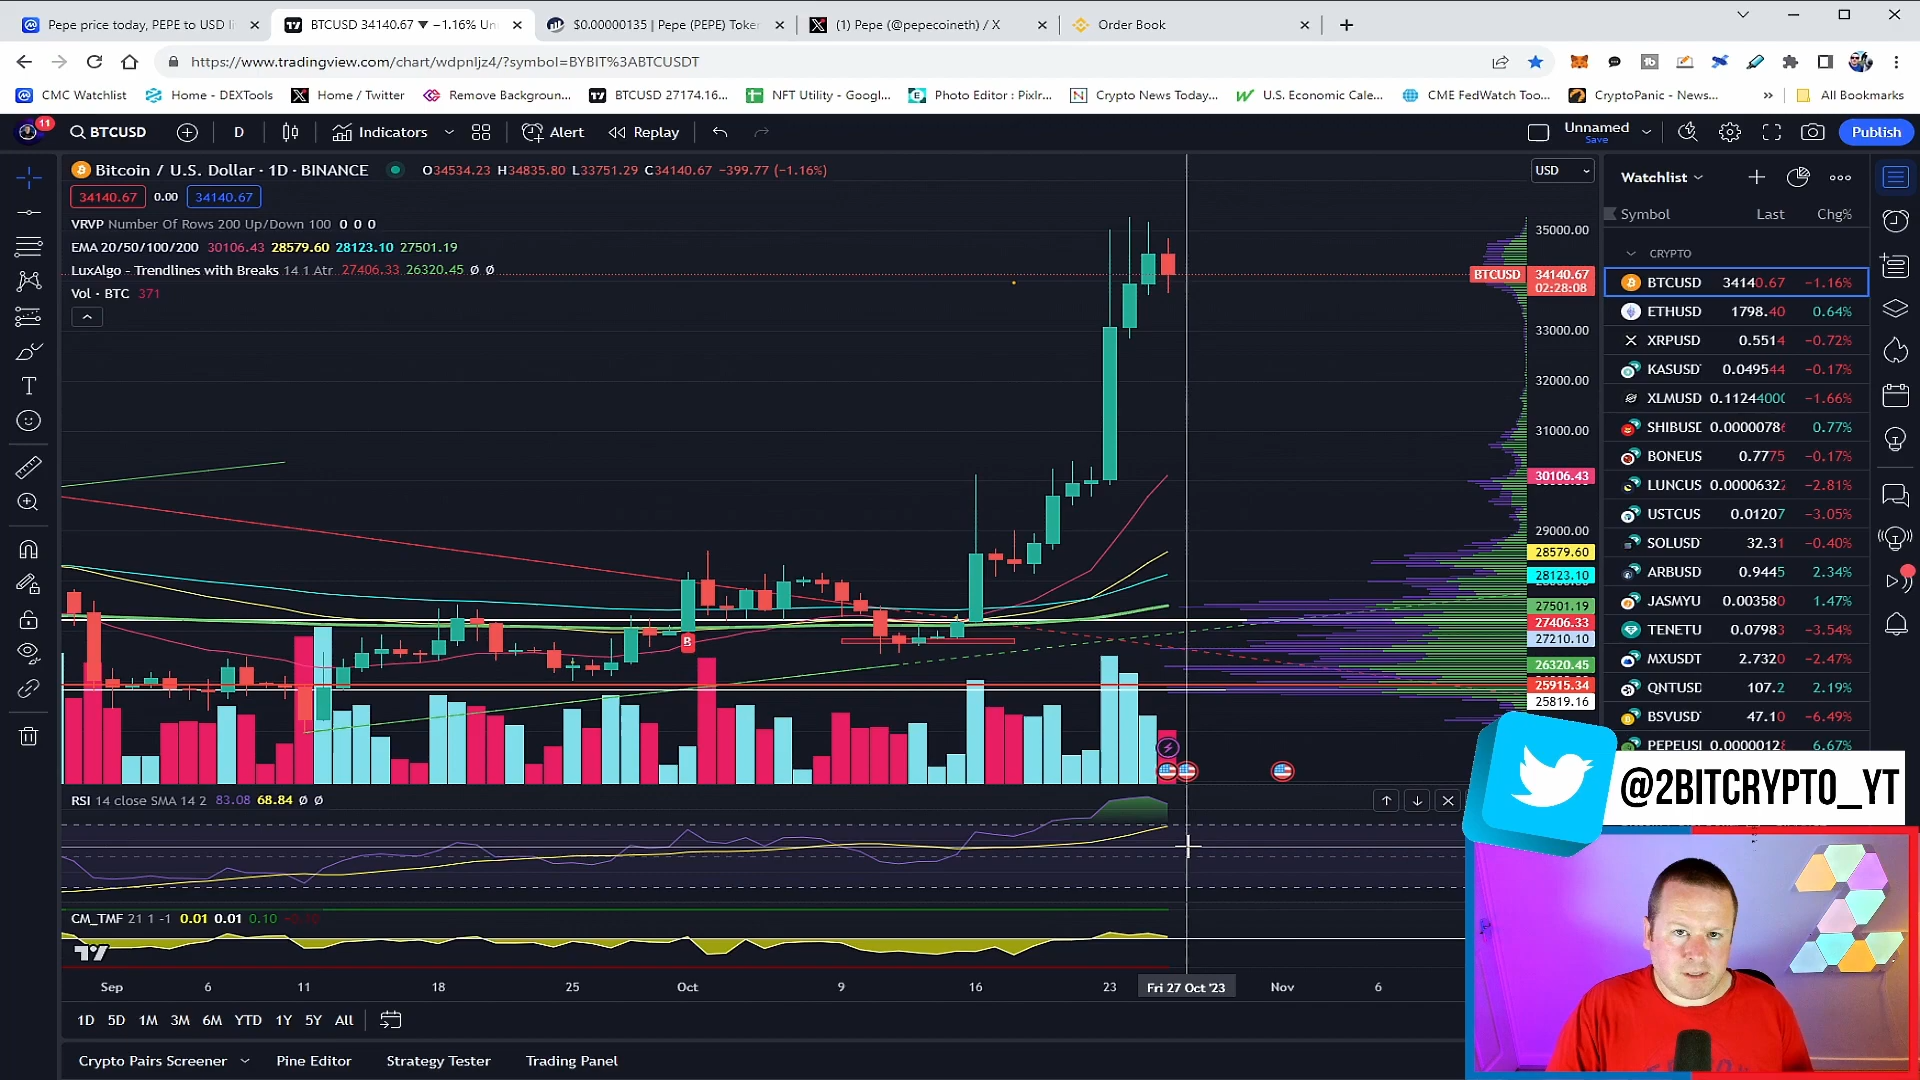 Pepe price today, PEPE to USD li
BTCUSD 34140.67 ▼ −1.16% Un
$0.00000135 | Pepe (PEPE) Toke
(1) Pepe (@pepecoineth) / X
Order Book
https://www.tradingview.com/chart/wdpnljz4/?symbol=BYBIT%3ABTCUSDT
CMC Watchlist
Home - DEXTools
Home / Twitter
Remove Backgroun...
BTCUSD 27174.16...
NFT Utility - Googl...
Photo Editor : Pixlr...
Crypto News Today...
U.S. Economic Cale...
CME FedWatch Too...
CryptoPanic - News...
»
All Bookmarks
11
BTCUSD
D
Indicators
Alert
Replay
Unnamed
Save
Publish
Bitcoin / U.S. Dollar · 1D · BINANCE
O34534.23 H34835.80 L33751.29 C34140.67 −399.77 (−1.16%)
USD
34140.67 0.00 34140.67
VRVP Number Of Rows 200 Up/Down 100 0 0 0
EMA 20/50/100/200 30106.43 28579.60 28123.10 27501.19
LuxAlgo - Trendlines with Breaks 14 1 Atr 27406.33 26320.45 Ø Ø
Vol · BTC 371
35000.00
BTCUSD 34140.67
02:28:08
33000.00
32000.00
31000.00
30106.43
29000.00
28579.60
28123.10
27501.19
27406.33
27210.10
26320.45
25915.34
25819.16
B
RSI 14 close SMA 14 2 83.08 68.84 Ø Ø
CM_TMF 21 1 -1 0.01 0.01 0.10
Sep 6 11 18 25 Oct 9 16 23 Fri 27 Oct '23 Nov 6
1D 5D 1M 3M 6M YTD 1Y 5Y All
Crypto Pairs Screener
Pine Editor
Strategy Tester
Trading Panel
Watchlist
Symbol Last Chg%
CRYPTO
BTCUSD 34140.67 −1.16%
ETHUSD 1798.40 0.64%
XRPUSD 0.5514 −0.72%
KASUSD 0.049544 −0.17%
XLMUSD 0.1124400 −1.66%
SHIBUSD 0.0000078 0.77%
BONEUS 0.7775 −0.17%
LUNCUS 0.00006322 −2.81%
USTCUS 0.01207 −3.05%
SOLUSD 32.31 −0.40%
ARBUSD 0.9445 2.34%
JASMYU 0.003580 1.47%
TENETU 0.07983 −3.54%
MXUSDT 2.7320 −2.47%
QNTUSD 107.2 2.19%
BSVUSD 47.10 −6.49%
PEPEUSI 0.0000012 6.67%
@2BITCRYPTO_YT